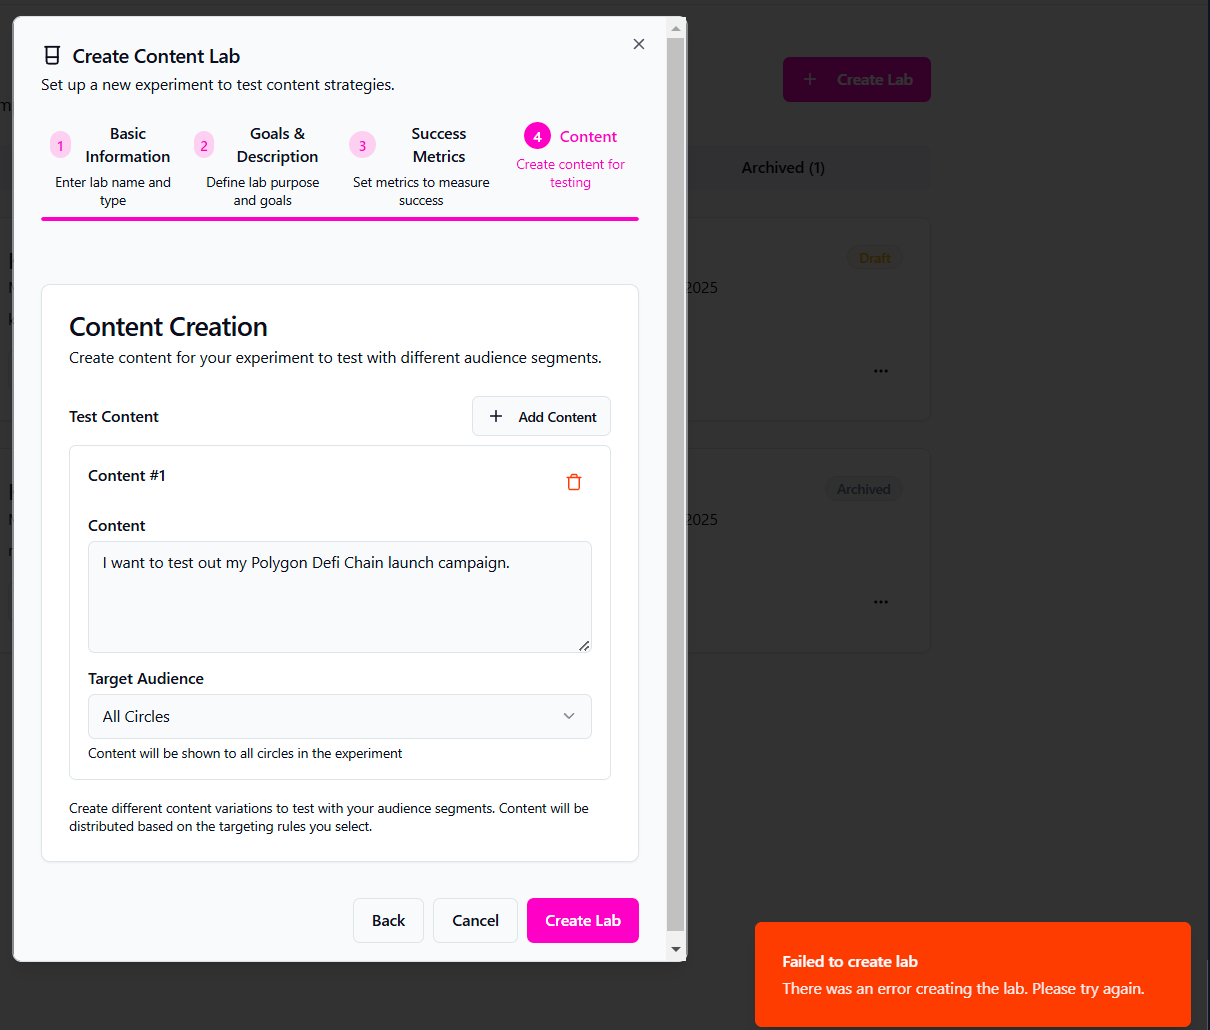 Create Content Lab
Set up a new experiment to test content strategies.
1
Basic
Information
Enter lab name and
type
2
Goals &
Description
Define lab purpose
and goals
3
Success
Metrics
Set metrics to measure
success
4
Content
Create content for
testing
Content Creation
Create content for your experiment to test with different audience segments.
Test Content
+ Add Content
Content #1
Content
I want to test out my Polygon Defi Chain launch campaign.
Target Audience
All Circles
Content will be shown to all circles in the experiment
Create different content variations to test with your audience segments. Content will be
distributed based on the targeting rules you select.
Back
Cancel
Create Lab
+ Create Lab
Archived (1)
Draft
2025
...
Archived
2025
...
Failed to create lab
There was an error creating the lab. Please try again.